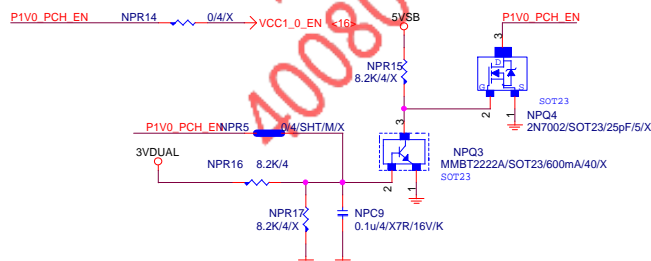 P1V0_PCH_EN NPR14 0/4/X VCC1_0_EN <16> 5VSB P1V0_PCH_EN
40080
NPR15
8.2K/4/X
3
D
G S
SOT23
2 1
NPQ4
2N7002/SOT23/25pF/5/X
P1V0_PCH_EN NPR5 0/4/SHT/M/X
3
NPQ3
MMBT2222A/SOT23/600mA/40/X
SOT23
3VDUAL
NPR16 8.2K/4
2 1
NPR17
8.2K/4/X
NPC9
0.1u/4/X7R/16V/K